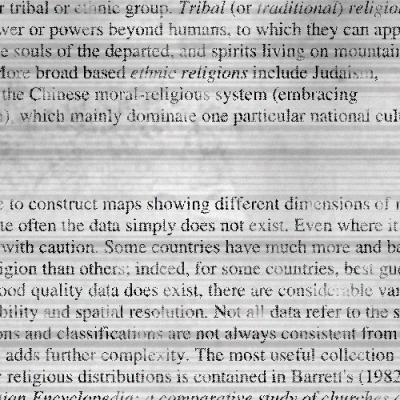 r tribal or ethnic group. Tribal (or traditional) religio
wer or powers beyond humans, to which they can app
e souls of the departed, and spirits living on mountain
More broad based ethnic religions include Judaism,
the Chinese moral-religious system (embracing
), which mainly dominate one particular national cult
e to construct maps showing different dimensions of r
te often the data simply does not exist. Even where it
with caution. Some countries have much more and be
igion than others; indeed, for some countries, best gue
ood quality data does exist, there are considerable var
bility and spatial resolution. Not all data refer to the s
ons and classifications are not always consistent from
adds further complexity. The most useful collection
religious distributions is contained in Barrett's (1982
ian Encyclopedia: a comparative study of churches a